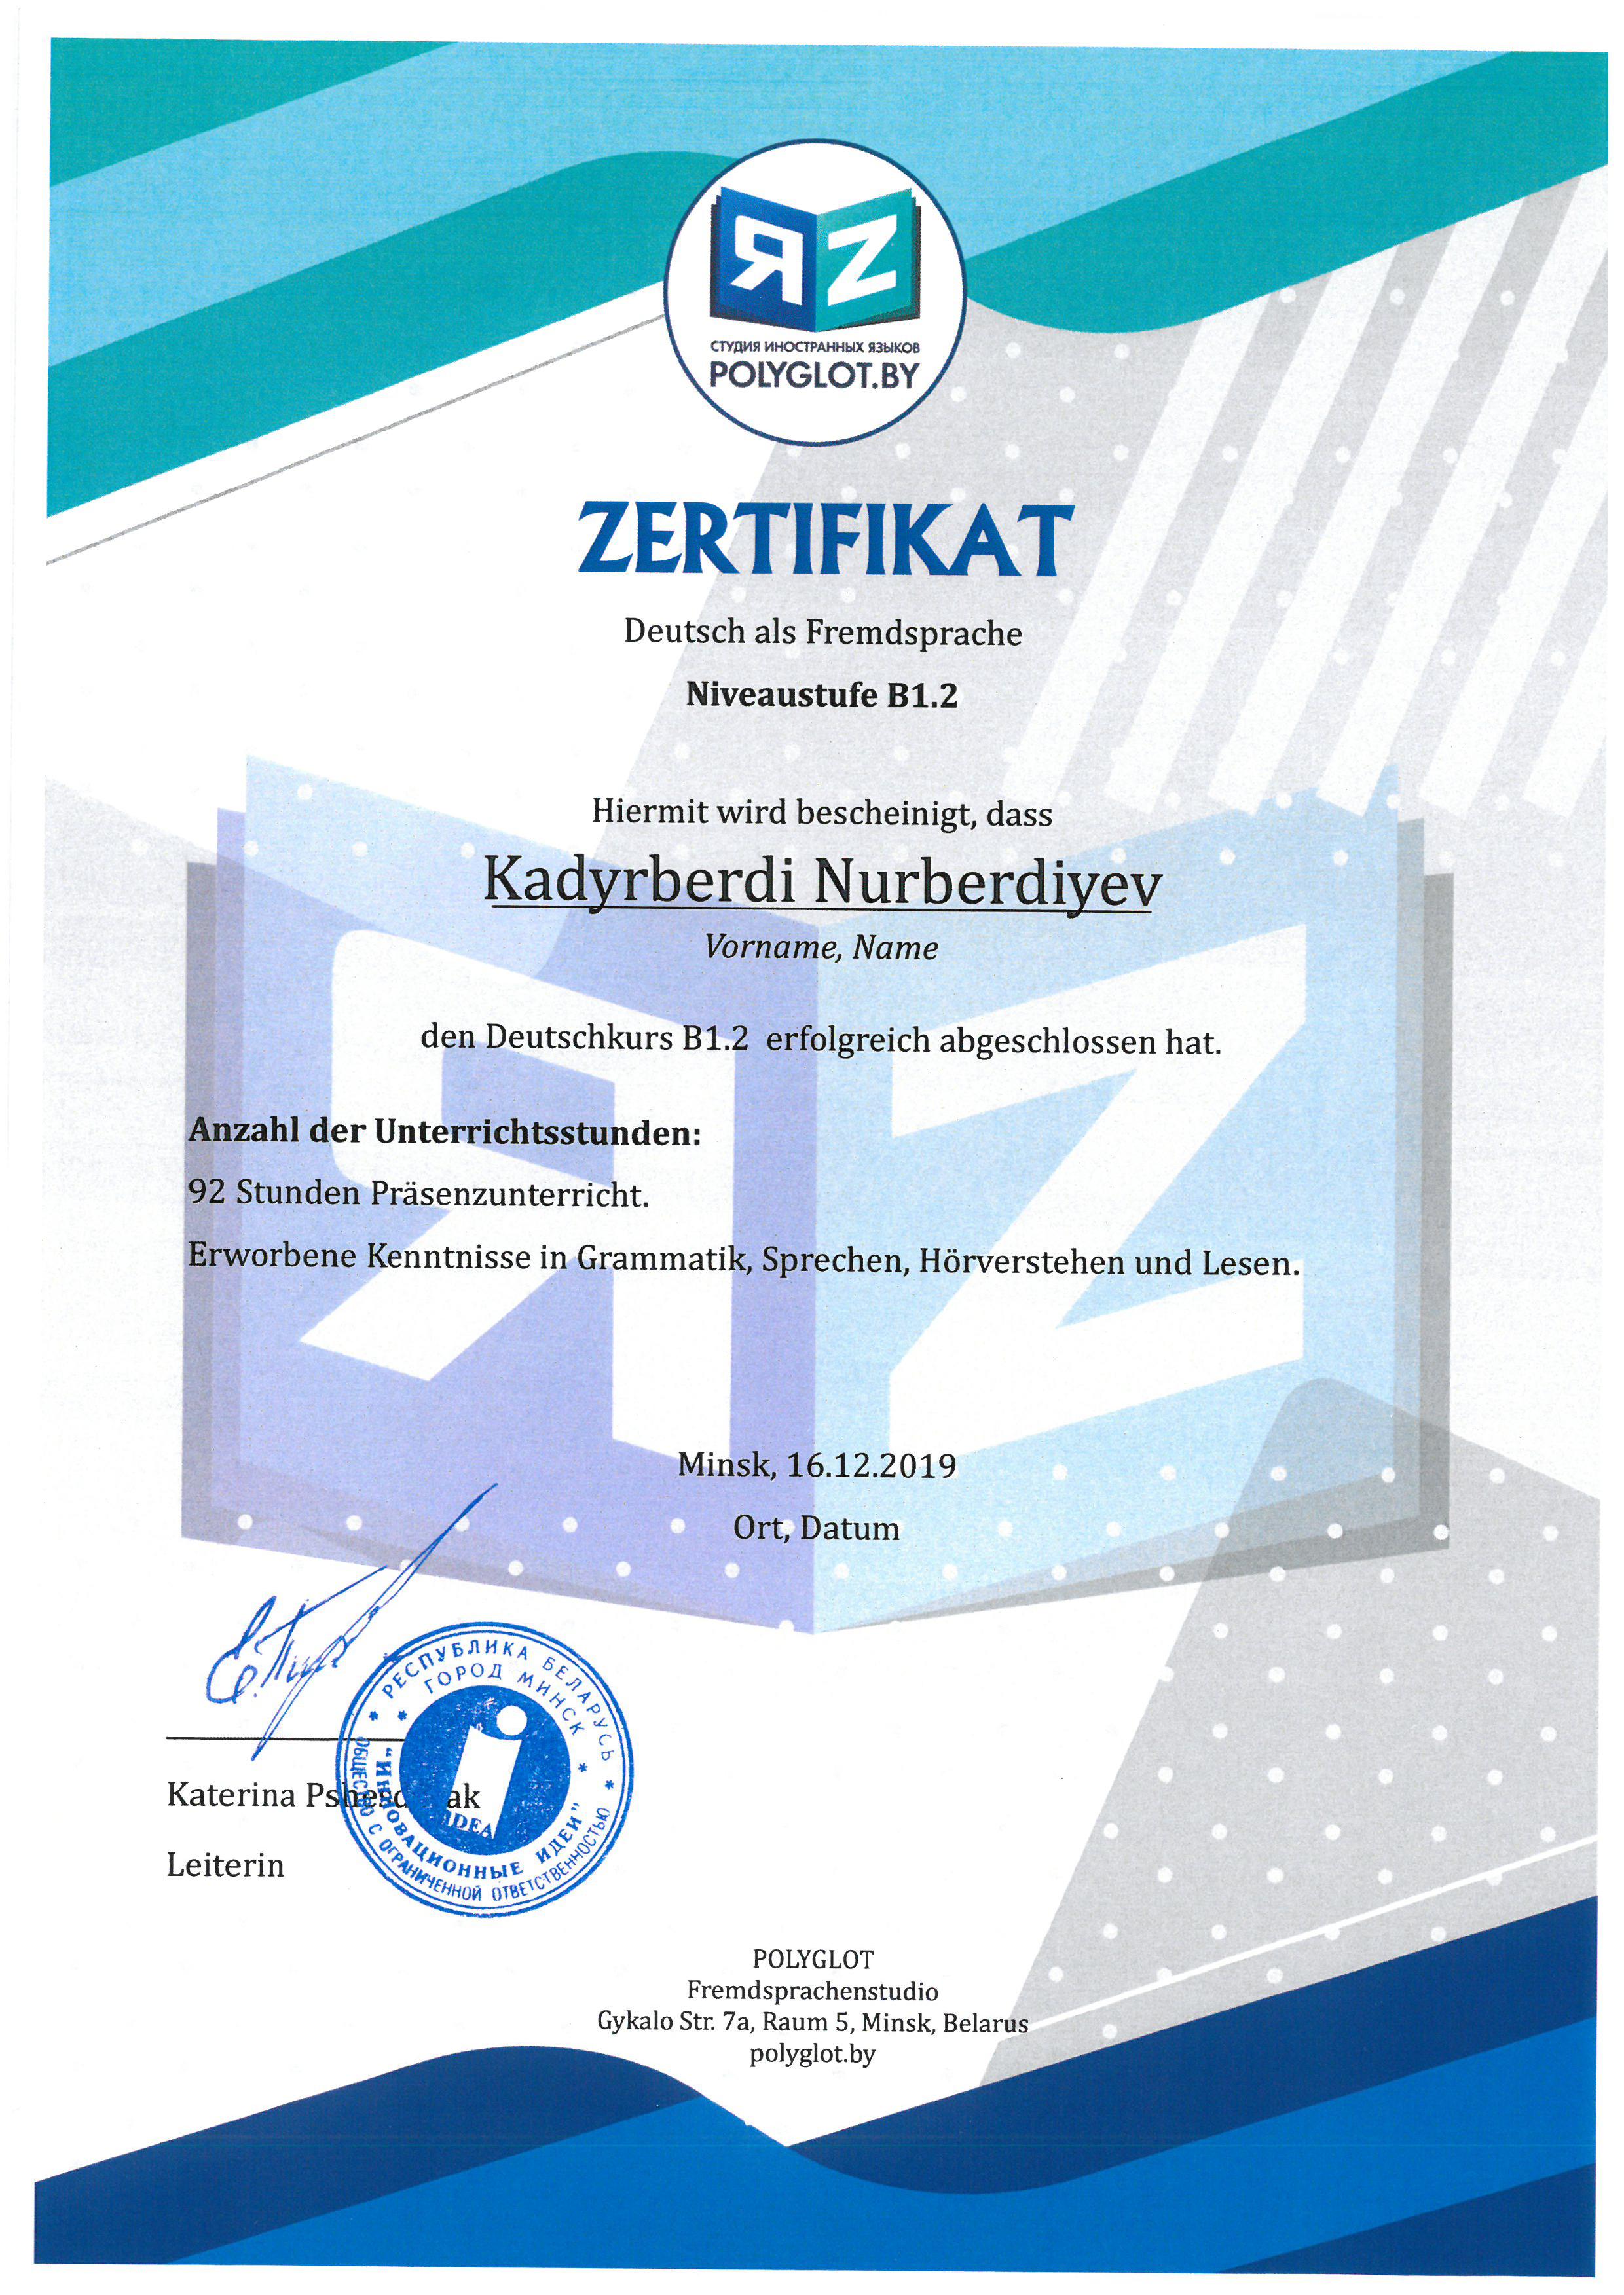 ЯZ
СТУДИЯ ИНОСТРАННЫХ ЯЗЫКОВ
POLYGLOT.BY
ZERTIFIKAT
Deutsch als Fremdsprache
Niveaustufe B1.2
Hiermit wird bescheinigt, dass
Kadyrberdi Nurberdiyev
Vorname, Name
den Deutschkurs B1.2 erfolgreich abgeschlossen hat.
Anzahl der Unterrichtsstunden:
92 Stunden Präsenzunterricht.
Erworbene Kenntnisse in Grammatik, Sprechen, Hörverstehen und Lesen.
ЯZ
Minsk, 16.12.2019
Ort, Datum
* РЕСПУБЛИКА БЕЛАРУСЬ *
ОБЩЕСТВО С ОГРАНИЧЕННОЙ ОТВЕТСТВЕННОСТЬЮ
* ГОРОД МИНСК *
"ИННОВАЦИОННЫЕ ИДЕИ"
i
IDEA
Katerina
Leiterin
POLYGLOT
Fremdsprachenstudio
Gykalo Str. 7a, Raum 5, Minsk, Belarus
polyglot.by